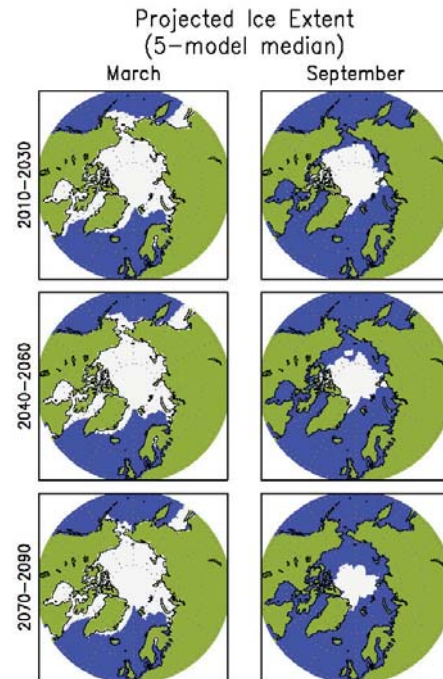 Projected Ice Extent
(5-model median)
March September
2010-2030
2040-2060
2070-2090